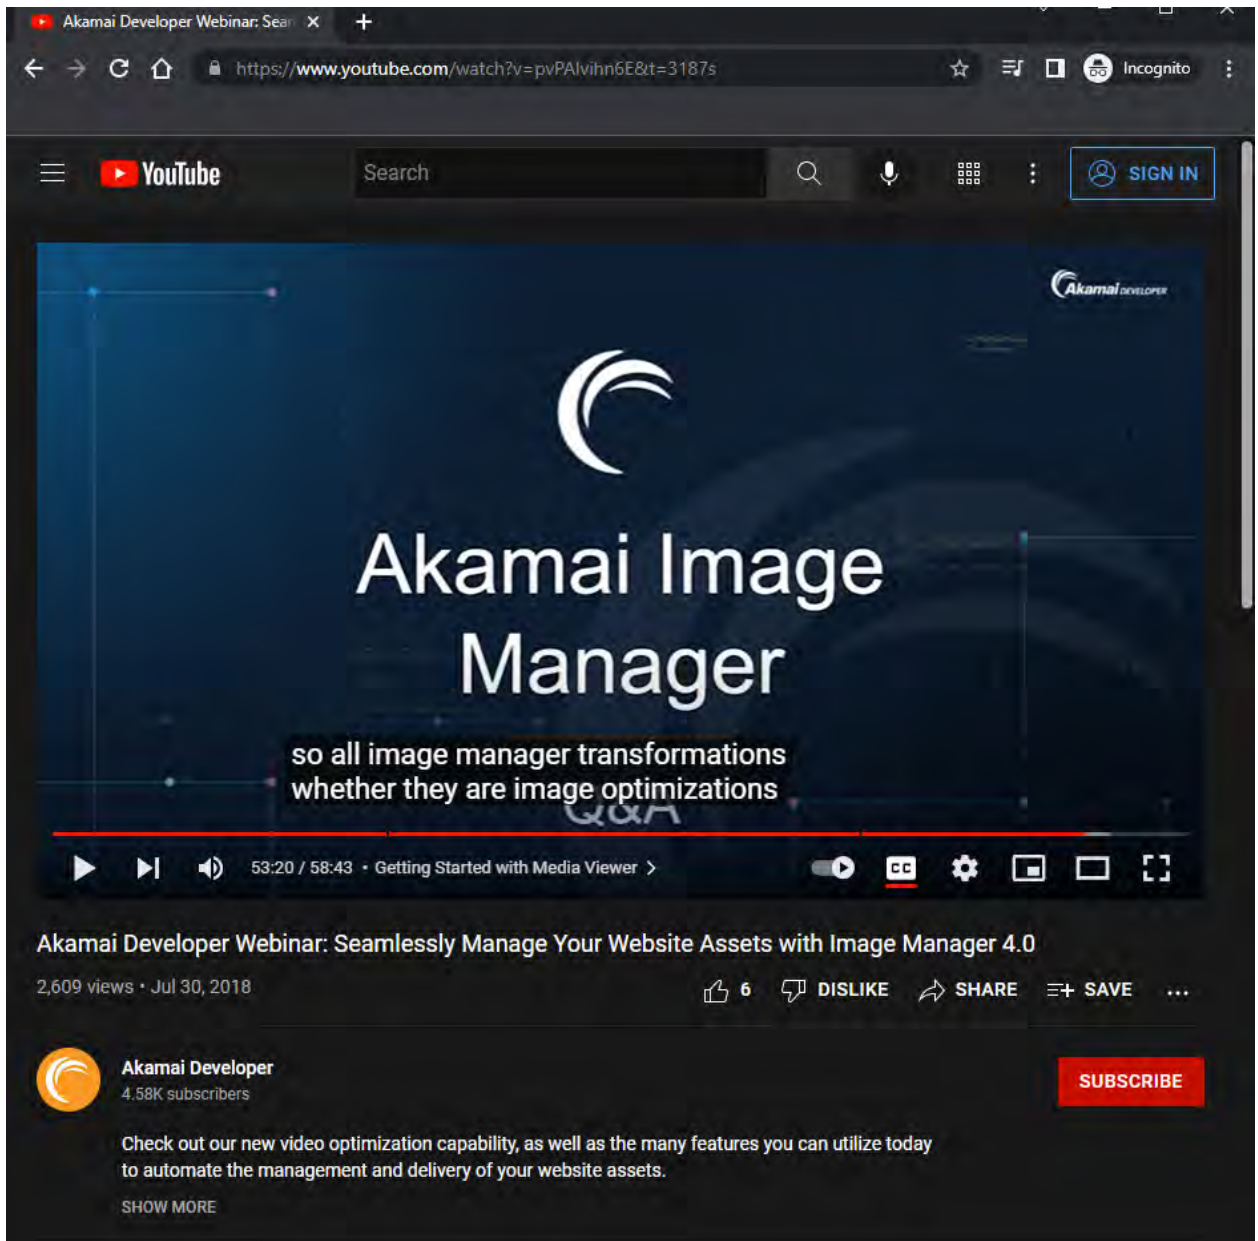 Akamai Developer Webinar: Sear
https://www.youtube.com/watch?v=pvPAlvihn6E&t=3187s
Incognito
YouTube
Search
SIGN IN
Akamai DEVELOPER
Akamai Image
Manager
so all image manager transformations
whether they are image optimizations
Q&A
53:20 / 58:43 • Getting Started with Media Viewer >
CC
Akamai Developer Webinar: Seamlessly Manage Your Website Assets with Image Manager 4.0
2,609 views • Jul 30, 2018
6 DISLIKE SHARE SAVE ...
Akamai Developer
4.58K subscribers
SUBSCRIBE
Check out our new video optimization capability, as well as the many features you can utilize today
to automate the management and delivery of your website assets.
SHOW MORE